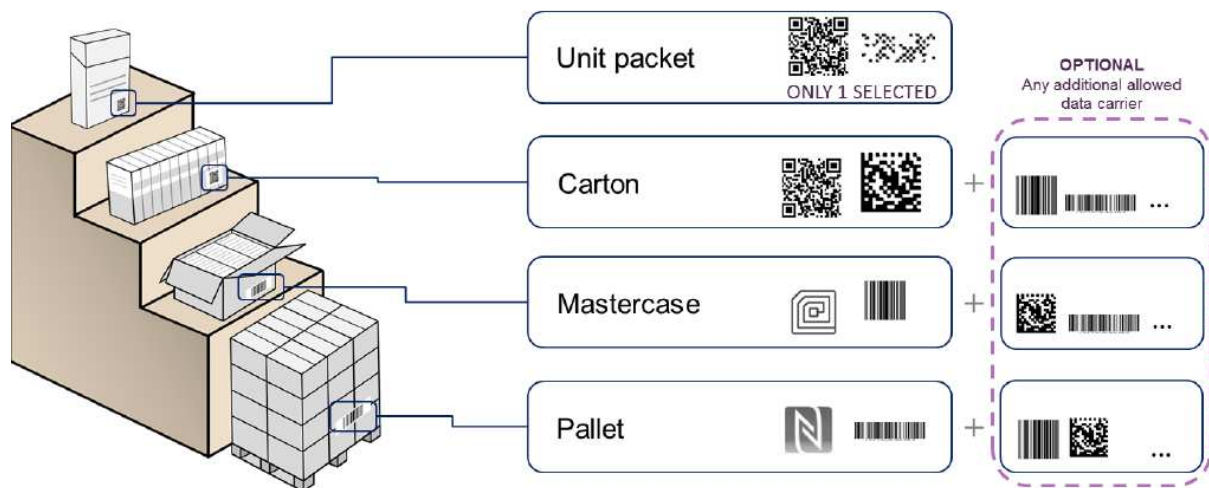 Unit packet
ONLY 1 SELECTED
OPTIONAL
Any additional allowed
data carrier
Carton
+
...
Mastercase
+
...
Pallet
+
...